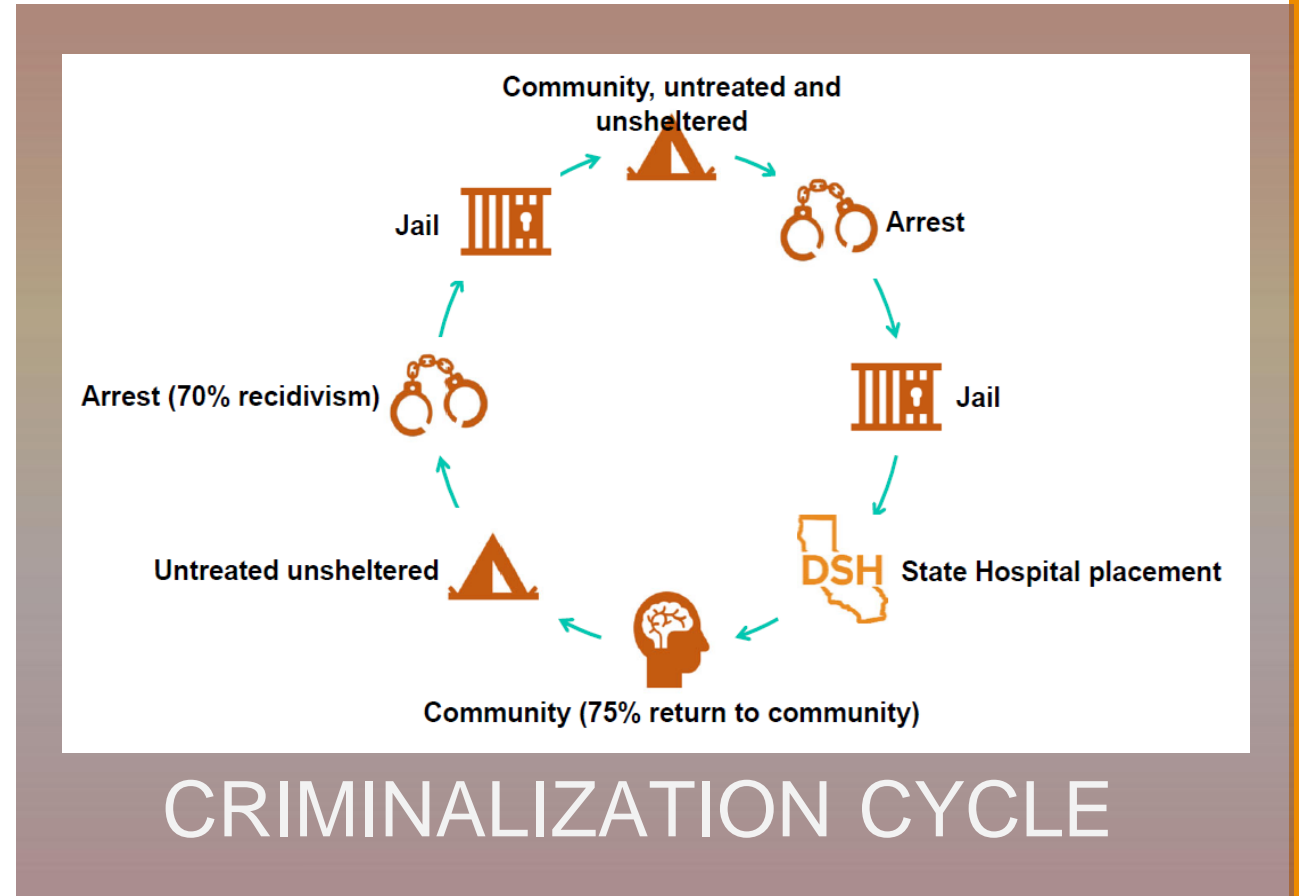 Community, untreated and
unsheltered
Arrest
Jail
State Hospital placement
DSH
Community (75% return to community)
Untreated unsheltered
Arrest (70% recidivism)
Jail
CRIMINALIZATION CYCLE